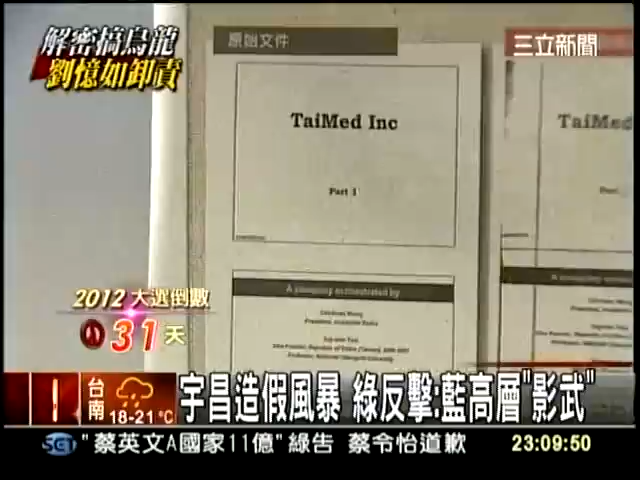 解密搞烏龍
劉憶如卸責
三立新聞
原始文件
TaiMed Inc
Part 1
TaiMed
A company orchestrated by
2012 大選倒數
31 天
台南
18-21℃
宇昌造假風暴 綠反擊:藍高層"影武"
SET "蔡英文A國家11億"綠告 蔡令怡道歉
23:09:50